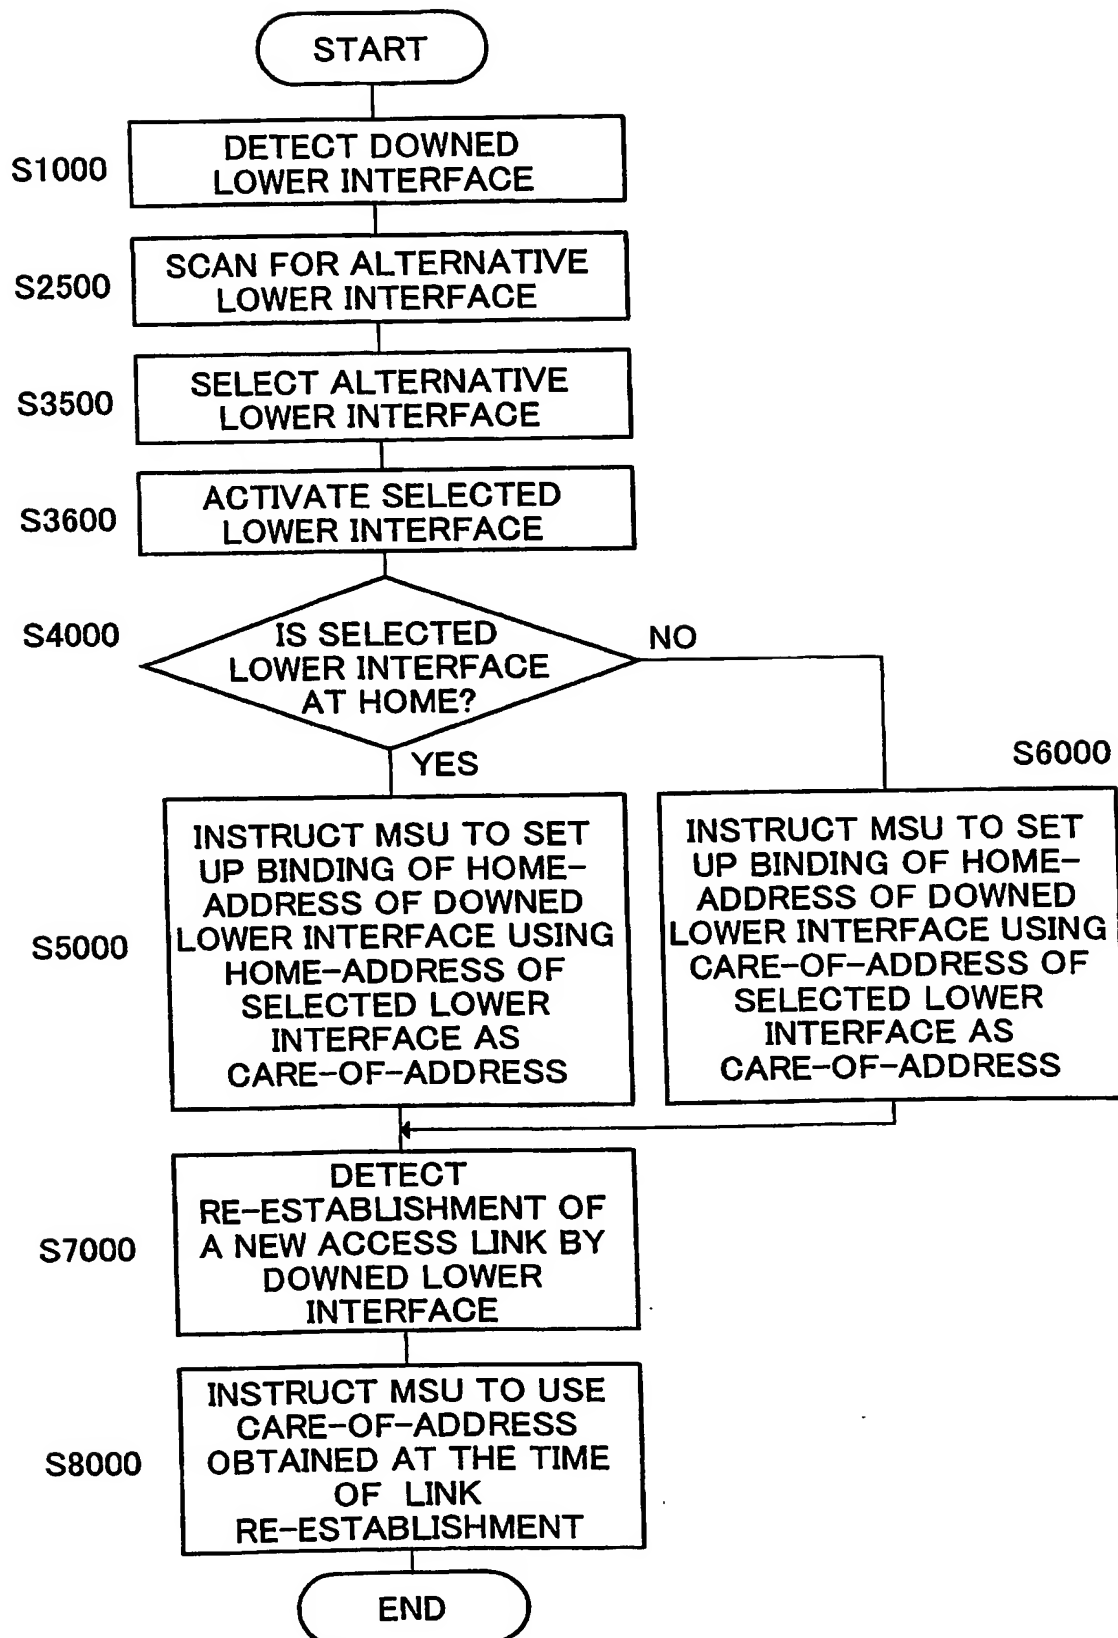 START
S1000
DETECT DOWNED
LOWER INTERFACE
S2500
SCAN FOR ALTERNATIVE
LOWER INTERFACE
S3500
SELECT ALTERNATIVE
LOWER INTERFACE
S3600
ACTIVATE SELECTED
LOWER INTERFACE
S4000
IS SELECTED
LOWER INTERFACE
AT HOME?
NO
YES
S5000
INSTRUCT MSU TO SET
UP BINDING OF HOME-
ADDRESS OF DOWNED
LOWER INTERFACE USING
HOME-ADDRESS OF
SELECTED LOWER
INTERFACE AS
CARE-OF-ADDRESS
S6000
INSTRUCT MSU TO SET
UP BINDING OF HOME-
ADDRESS OF DOWNED
LOWER INTERFACE USING
CARE-OF-ADDRESS OF
SELECTED LOWER
INTERFACE AS
CARE-OF-ADDRESS
S7000
DETECT
RE-ESTABLISHMENT OF
A NEW ACCESS LINK BY
DOWNED LOWER
INTERFACE
S8000
INSTRUCT MSU TO USE
CARE-OF-ADDRESS
OBTAINED AT THE TIME
OF LINK
RE-ESTABLISHMENT
END